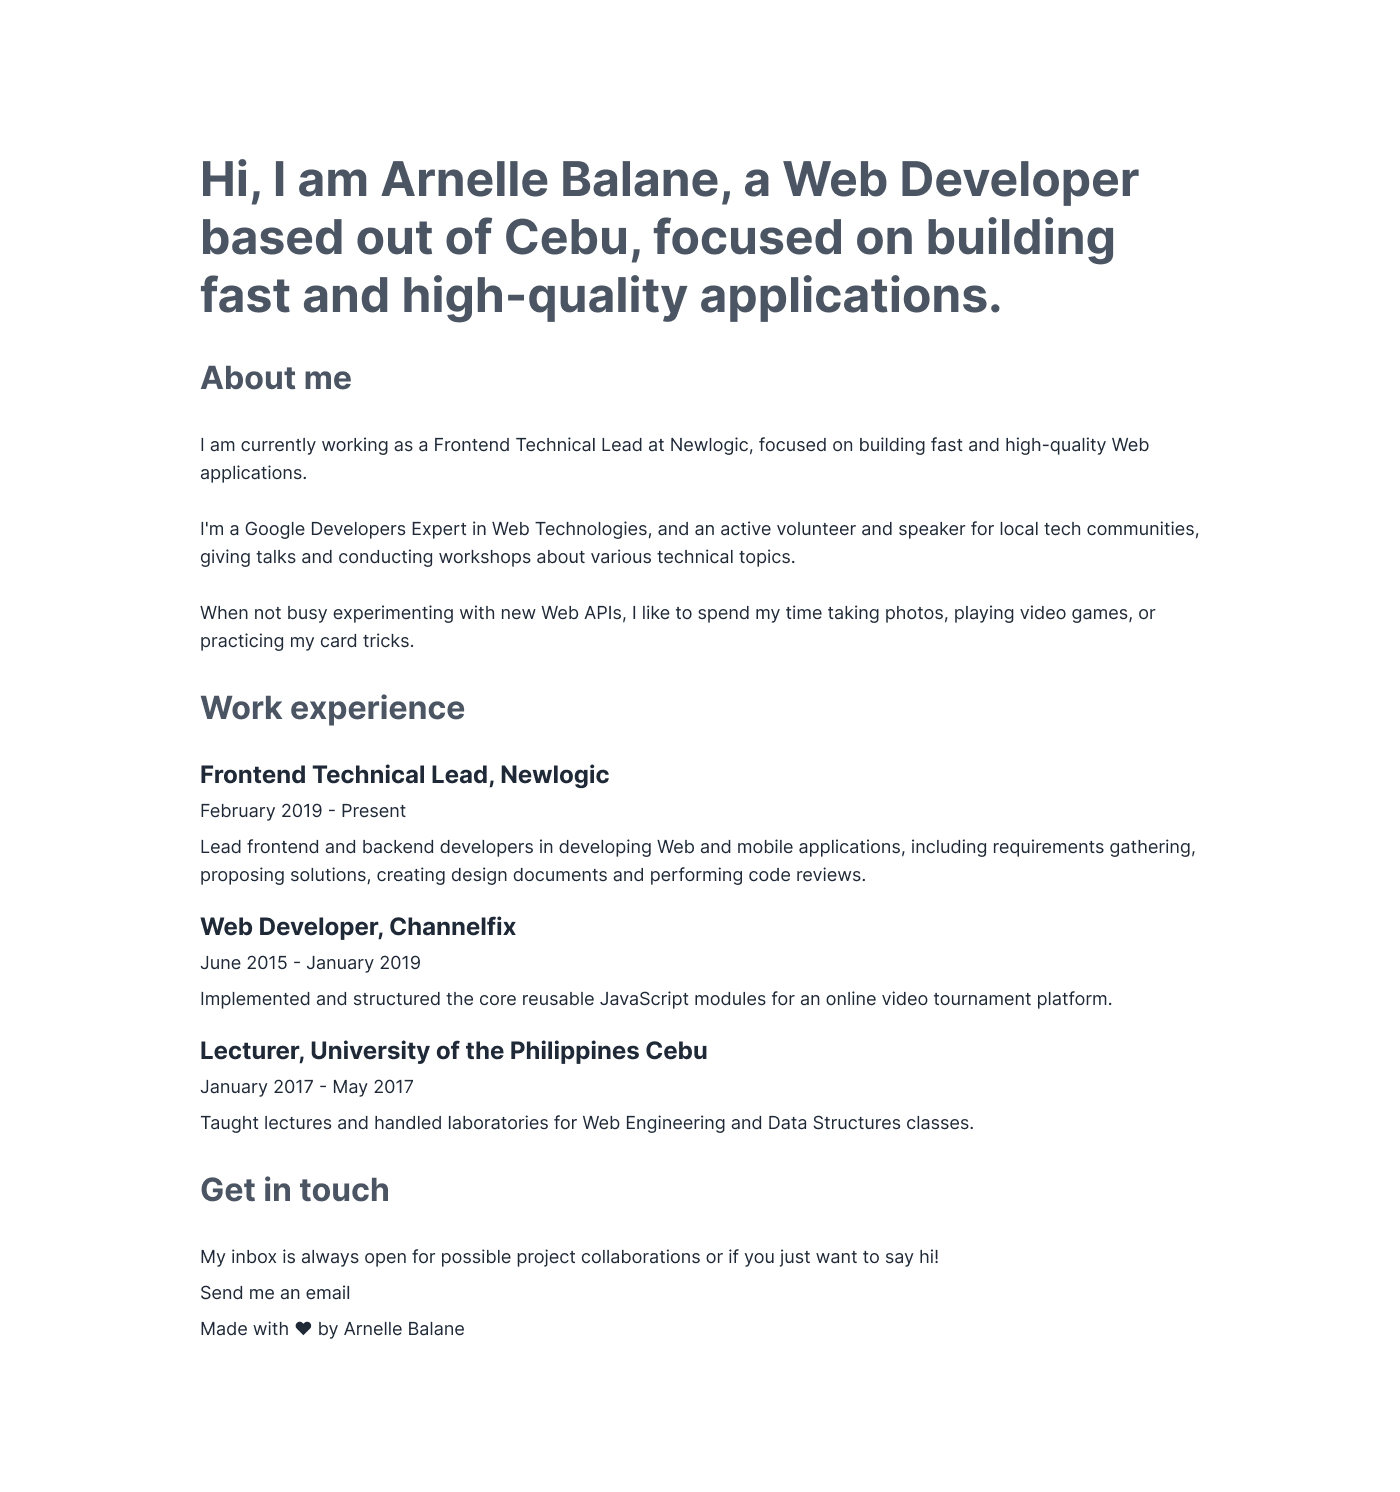 Hi, I am Arnelle Balane, a Web Developer
based out of Cebu, focused on building
fast and high-quality applications.
About me
I am currently working as a Frontend Technical Lead at Newlogic, focused on building fast and high-quality Web
applications.
I'm a Google Developers Expert in Web Technologies, and an active volunteer and speaker for local tech communities,
giving talks and conducting workshops about various technical topics.
When not busy experimenting with new Web APIs, I like to spend my time taking photos, playing video games, or
practicing my card tricks.
Work experience
Frontend Technical Lead, Newlogic
February 2019 - Present
Lead frontend and backend developers in developing Web and mobile applications, including requirements gathering,
proposing solutions, creating design documents and performing code reviews.
Web Developer, Channelfix
June 2015 - January 2019
Implemented and structured the core reusable JavaScript modules for an online video tournament platform.
Lecturer, University of the Philippines Cebu
January 2017 - May 2017
Taught lectures and handled laboratories for Web Engineering and Data Structures classes.
Get in touch
My inbox is always open for possible project collaborations or if you just want to say hi!
Send me an email
Made with ♥ by Arnelle Balane